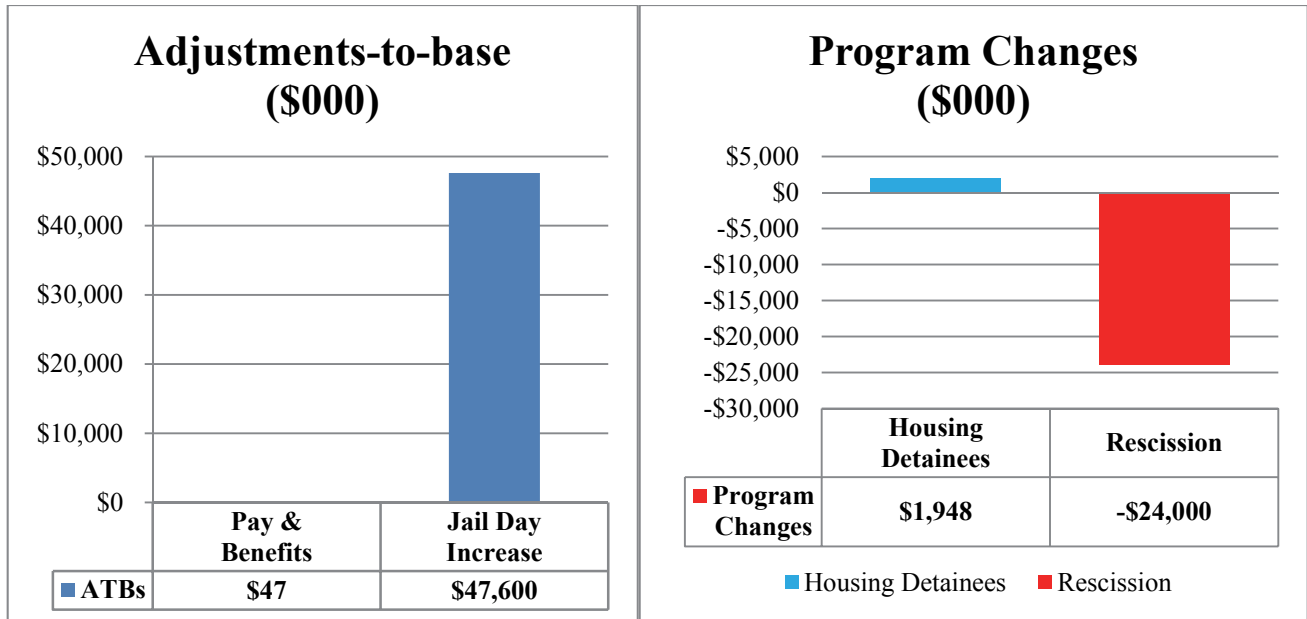 Adjustments-to-base
($000)
$50,000
$40,000
$30,000
$20,000
$10,000
$0
Pay &
Benefits
Jail Day
Increase
ATBs $47 $47,600
Program Changes
($000)
$5,000
$0
-$5,000
-$10,000
-$15,000
-$20,000
-$25,000
-$30,000
Housing
Detainees
Rescission
Program
Changes
$1,948 -$24,000
Housing Detainees Rescission